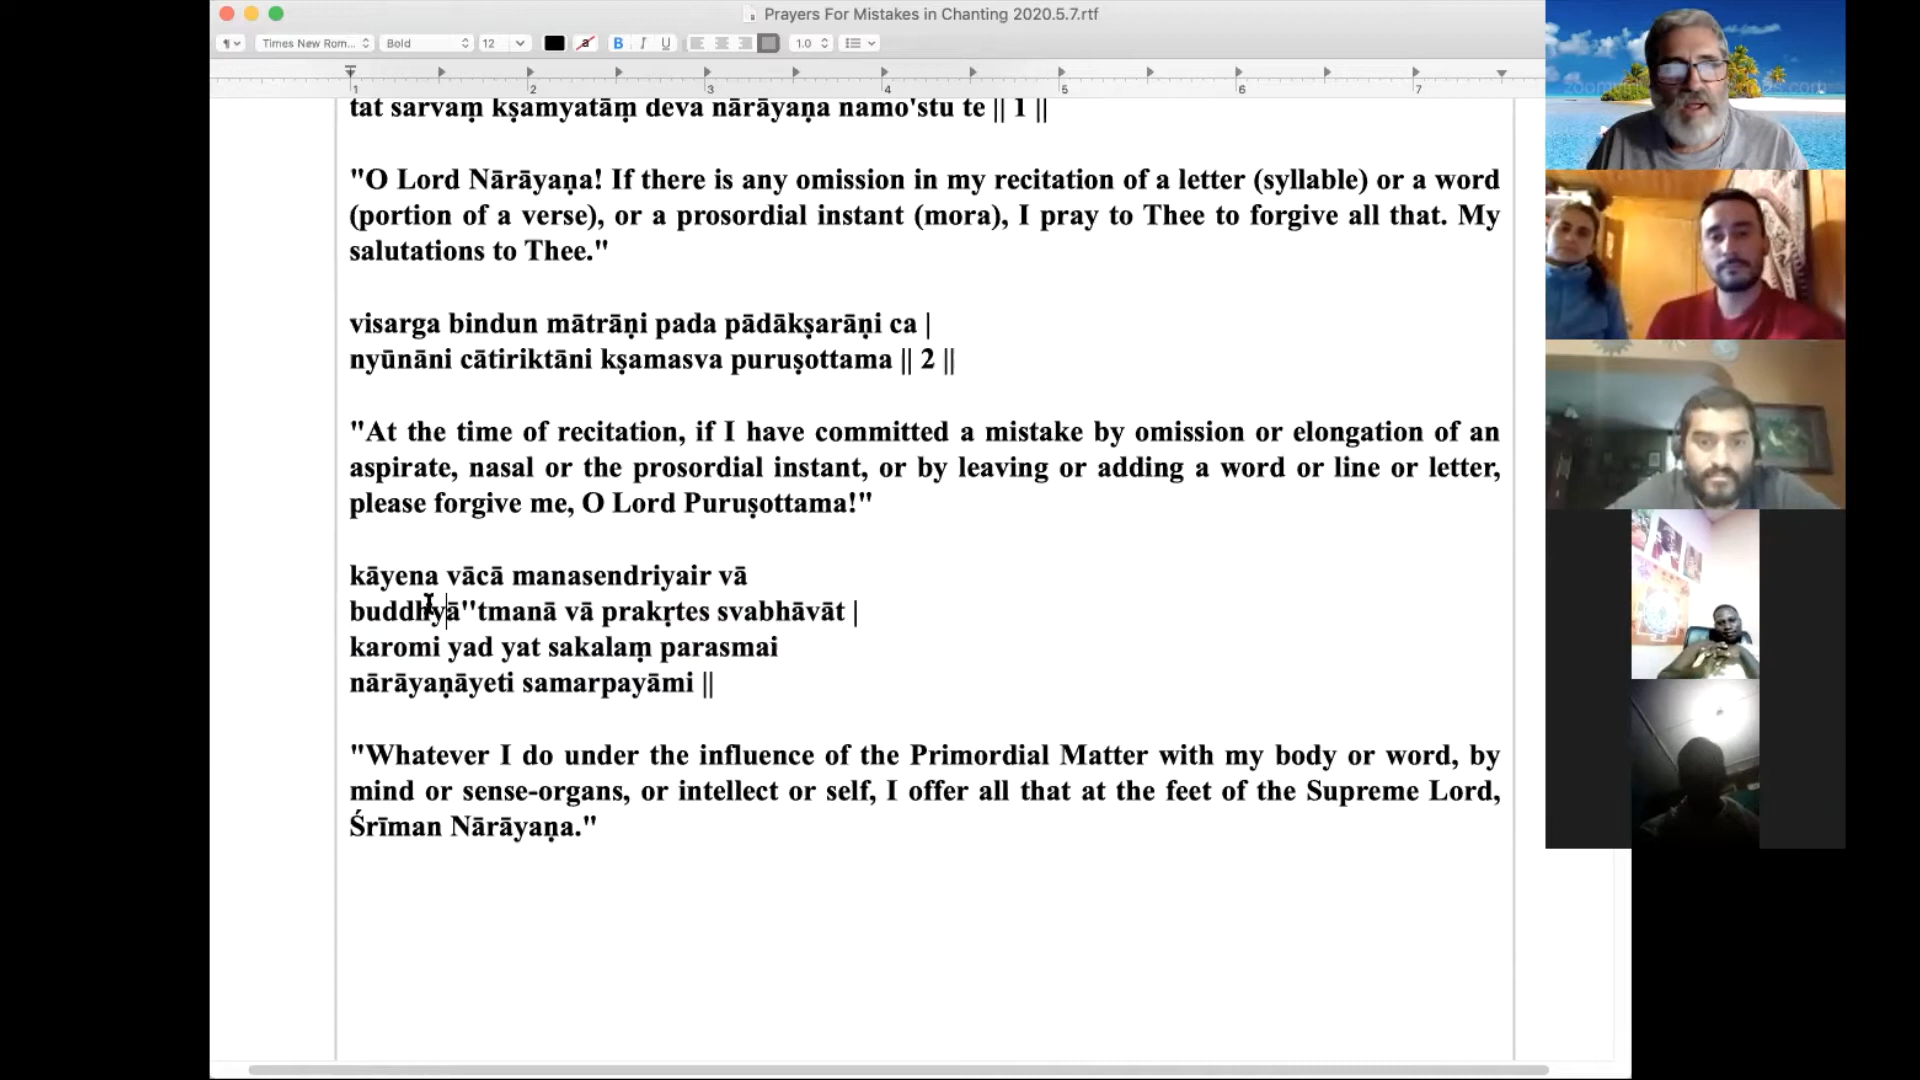 Prayers For Mistakes in Chanting 2020.5.7.rtf
¶ Times New Rom... Bold 12 a B I U 1.0
1 2 3 4 5 6 7
tat sarvaṃ kṣamyatāṃ deva nārāyaṇa namo'stu te || 1 ||
"O Lord Nārāyaṇa! If there is any omission in my recitation of a letter (syllable) or a word
(portion of a verse), or a prosordial instant (mora), I pray to Thee to forgive all that. My
salutations to Thee."
visarga bindun mātrāṇi pada pādākṣarāṇi ca |
nyūnāni cātiriktāni kṣamasva puruṣottama || 2 ||
"At the time of recitation, if I have committed a mistake by omission or elongation of an
aspirate, nasal or the prosordial instant, or by leaving or adding a word or line or letter,
please forgive me, O Lord Puruṣottama!"
kāyena vācā manasendriyair vā
buddhyā"tmanā vā prakṛtes svabhāvāt |
karomi yad yat sakalaṃ parasmai
nārāyaṇāyeti samarpayāmi ||
"Whatever I do under the influence of the Primordial Matter with my body or word, by
mind or sense-organs, or intellect or self, I offer all that at the feet of the Supreme Lord,
Śrīman Nārāyaṇa."